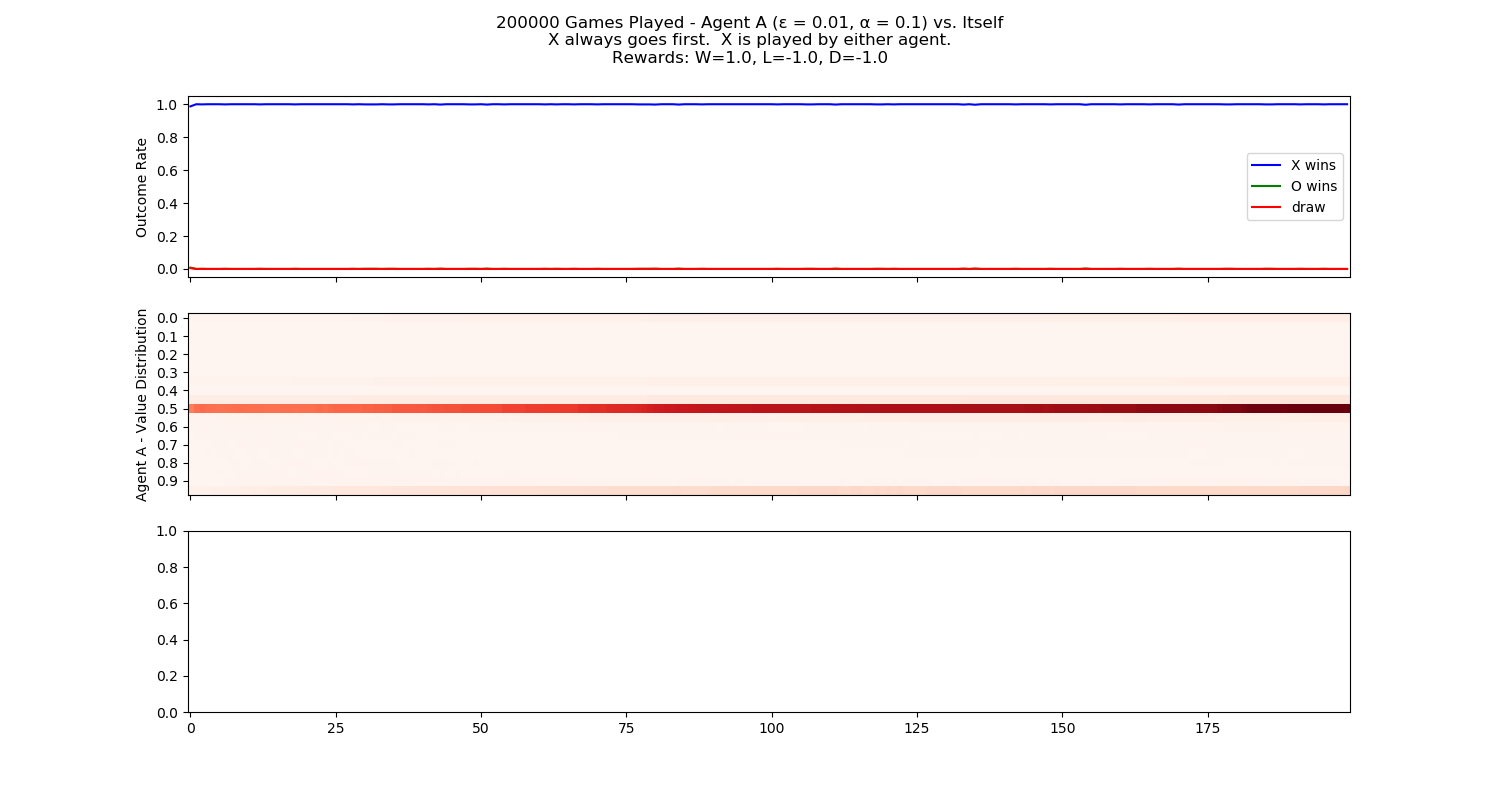 200000 Games Played - Agent A (ε = 0.01, α = 0.1) vs. Itself
X always goes first.  X is played by either agent.
Rewards: W=1.0, L=-1.0, D=-1.0
Outcome Rate
1.0
0.8
0.6
0.4
0.2
0.0
X wins
O wins
draw
Agent A - Value Distribution
0.0
0.1
0.2
0.3
0.4
0.5
0.6
0.7
0.8
0.9
1.0
0.8
0.6
0.4
0.2
0.0
0 25 50 75 100 125 150 175